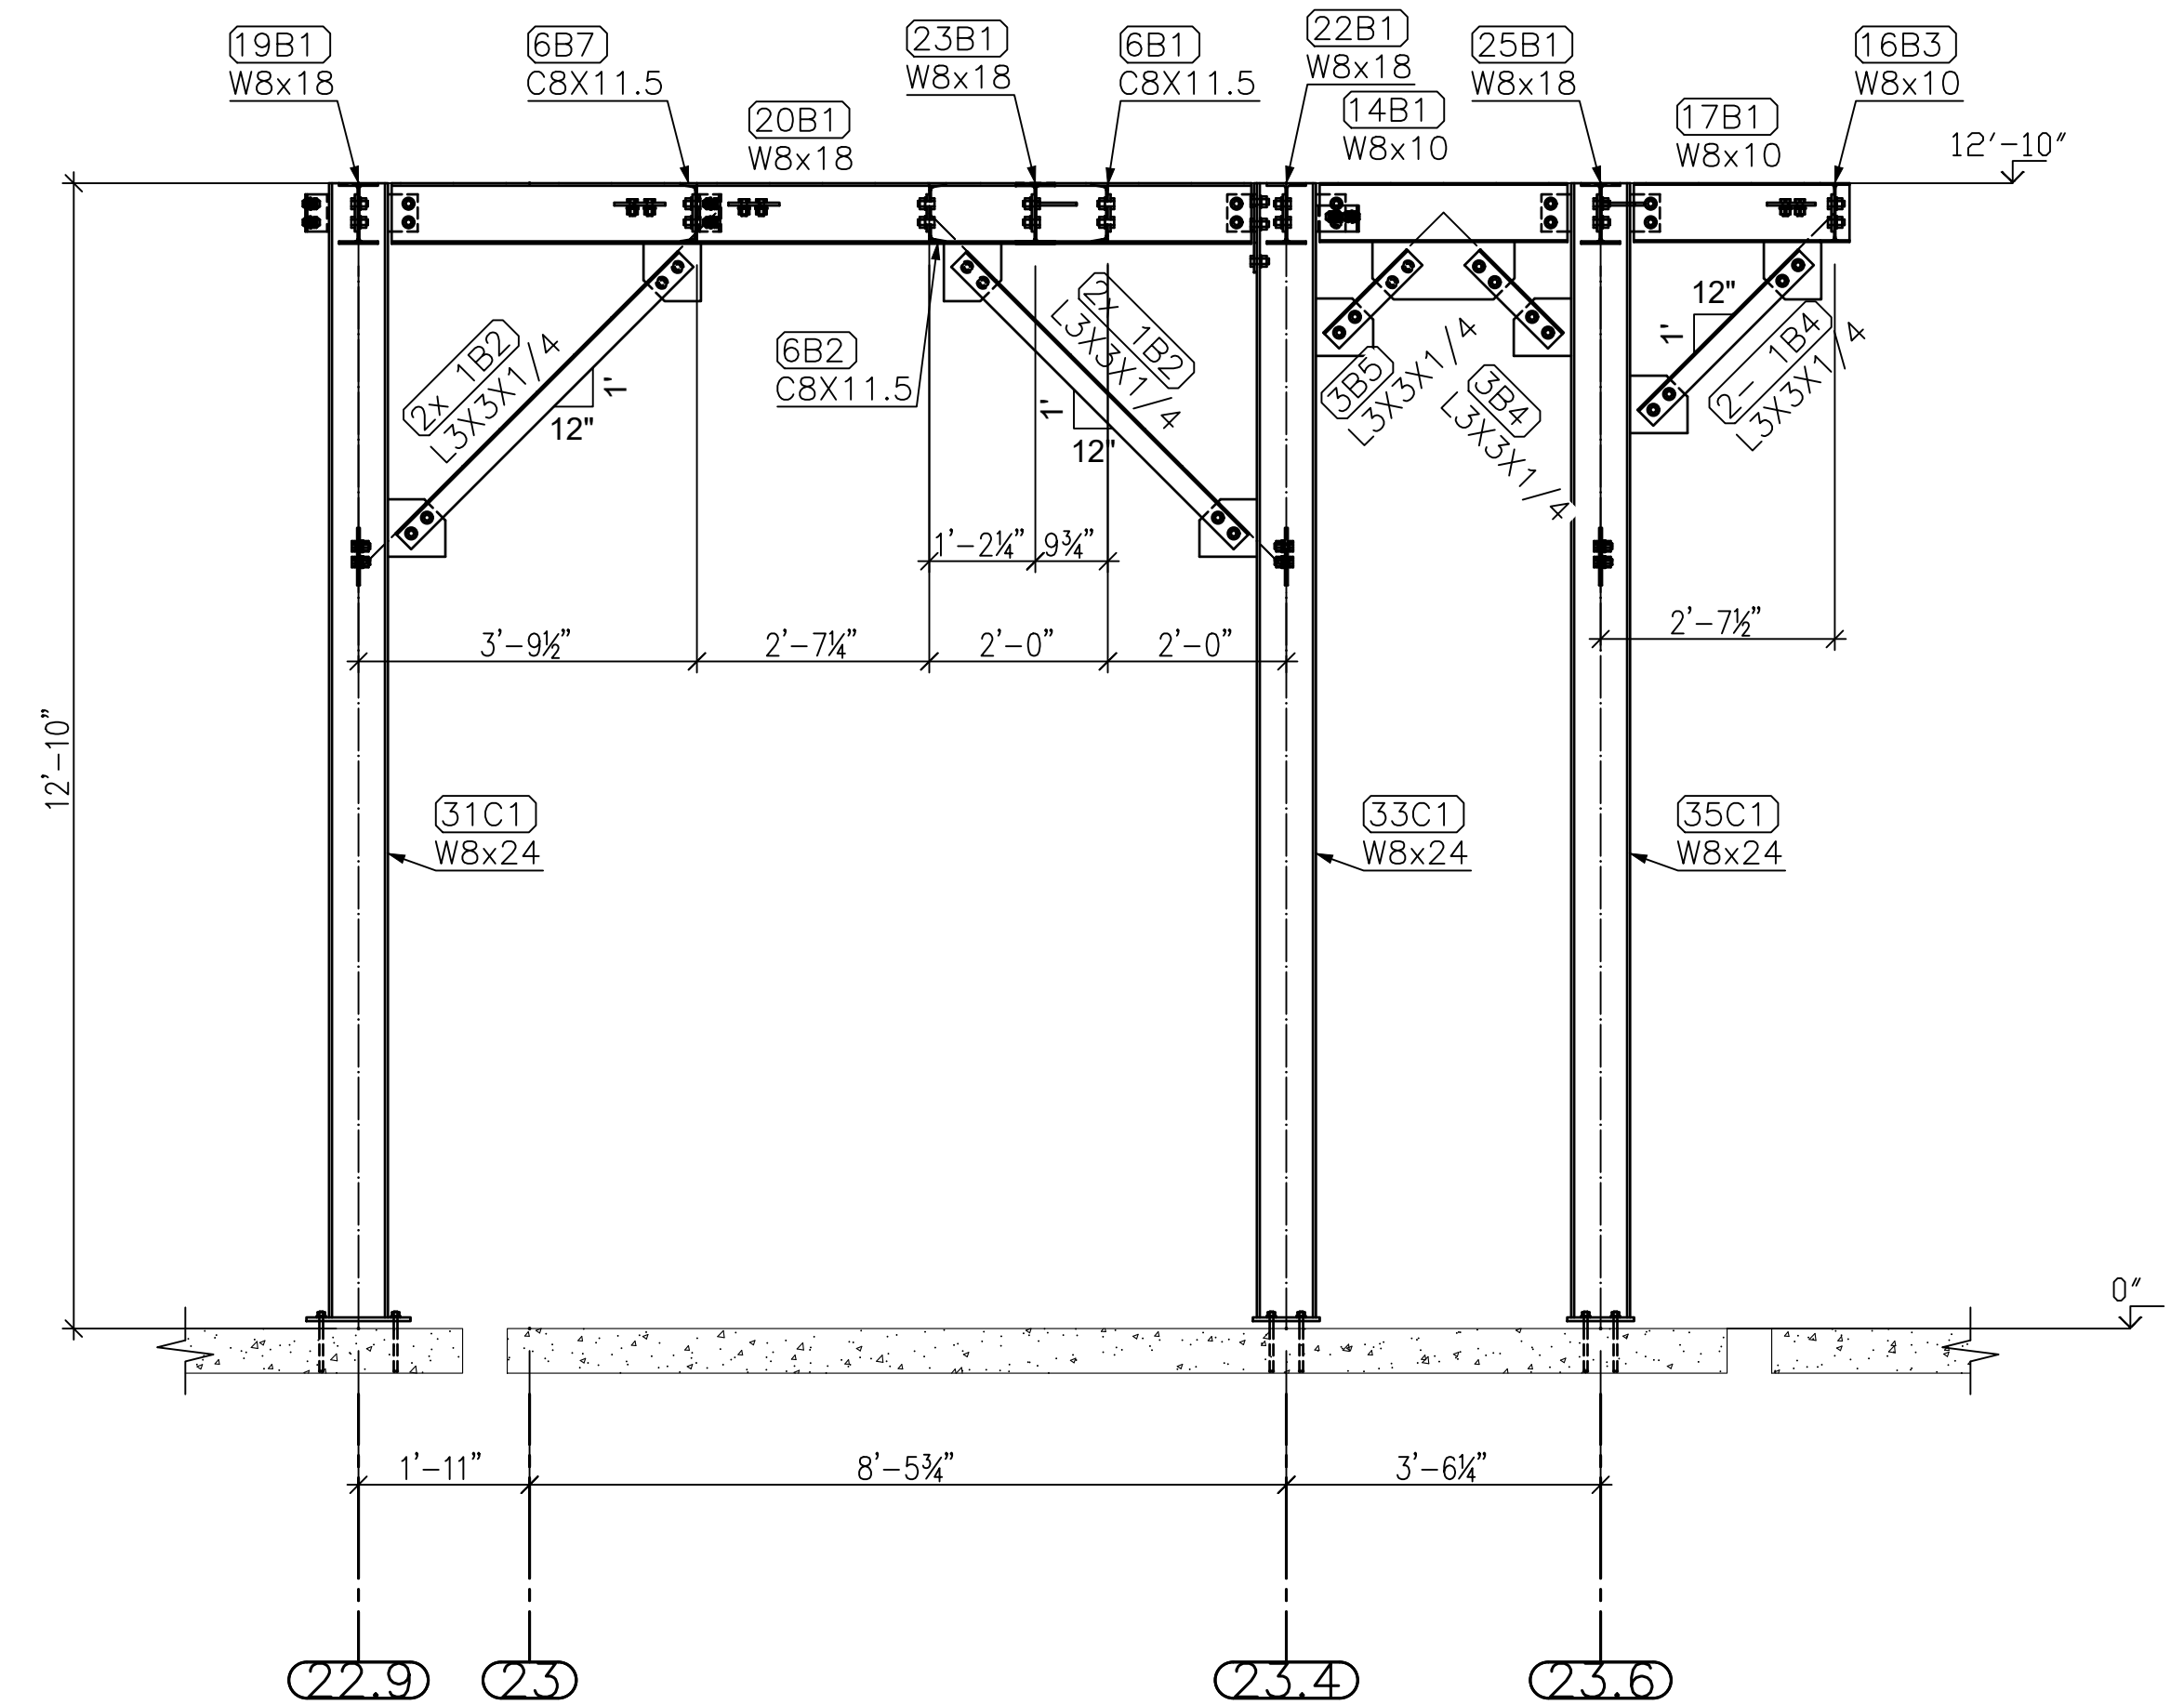 19B1
W8x18
6B7
C8X11.5
20B1
W8x18
23B1
W8x18
6B1
C8X11.5
22B1
W8x18
14B1
W8x10
25B1
W8x18
17B1
W8x10
16B3
W8x10
12'-10"
2x 1B2
L3X3X1/4
1'
12"
6B2
C8X11.5
2x 1B2
L3X3X1/4
1'
12"
3B5
L3X3X1/4
3B4
L3X3X1/4
12"
1'
2- 1B4
L3X3X1/4
1'-2¼"
9¾"
3'-9½"
2'-7¼"
2'-0"
2'-0"
2'-7½"
12'-10"
31C1
W8x24
33C1
W8x24
35C1
W8x24
0"
1'-11"
8'-5¾"
3'-6¼"
22.9
23
23.4
23.6